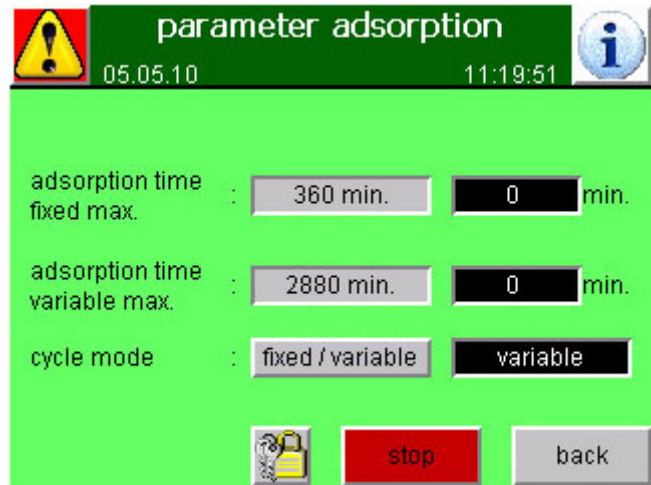 parameter adsorption
05.05.10 11:19:51
adsorption time
fixed max. : 360 min. 0 min.
adsorption time
variable max. : 2880 min. 0 min.
cycle mode : fixed / variable variable
stop back